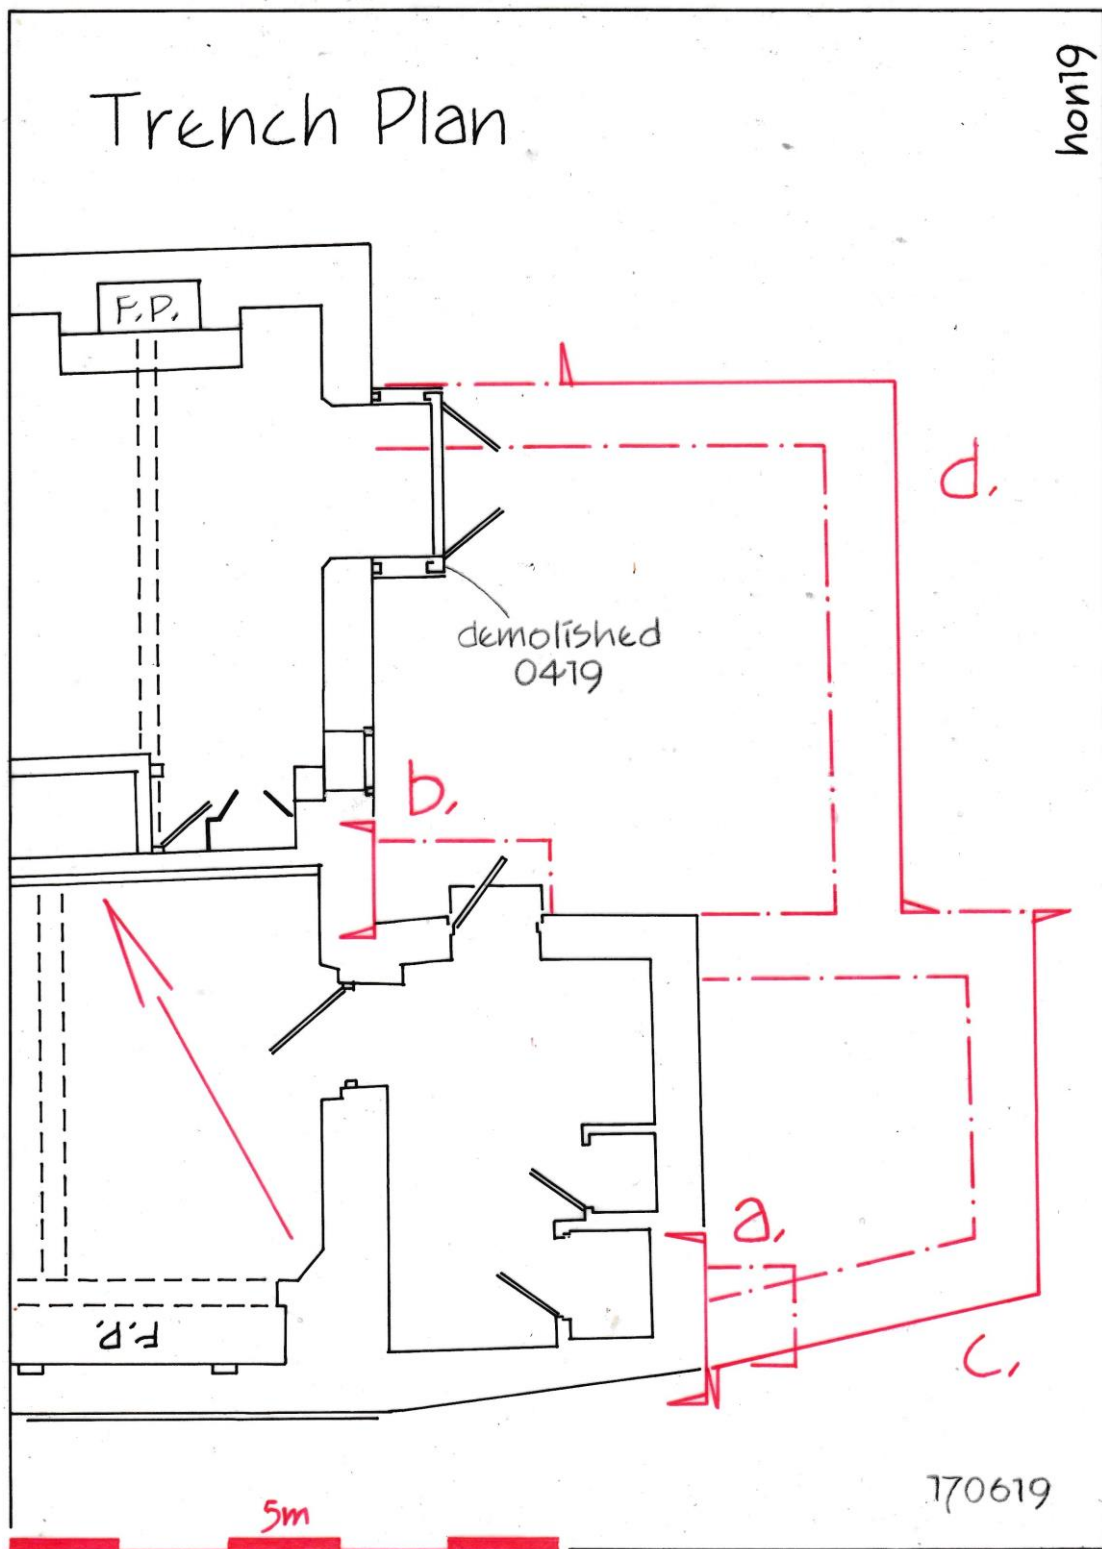 Trench Plan
hon19
F.P.
d.
demolished
0419
b.
a.
F.P.
c.
170619
5m